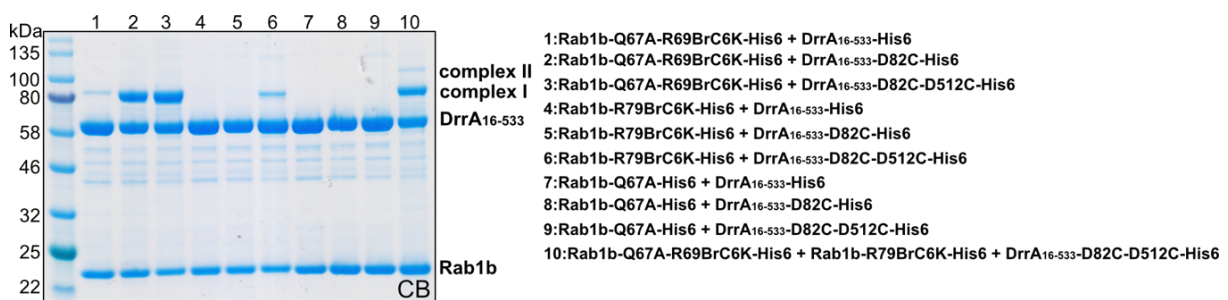 kDa 1 2 3 4 5 6 7 8 9 10
135
100
80
58
46
32
25
22
complex II
complex I
DrrA16-533
Rab1b
CB
1:Rab1b-Q67A-R69BrC6K-His6 + DrrA16-533-His6
2:Rab1b-Q67A-R69BrC6K-His6 + DrrA16-533-D82C-His6
3:Rab1b-Q67A-R69BrC6K-His6 + DrrA16-533-D82C-D512C-His6
4:Rab1b-R79BrC6K-His6 + DrrA16-533-His6
5:Rab1b-R79BrC6K-His6 + DrrA16-533-D82C-His6
6:Rab1b-R79BrC6K-His6 + DrrA16-533-D82C-D512C-His6
7:Rab1b-Q67A-His6 + DrrA16-533-His6
8:Rab1b-Q67A-His6 + DrrA16-533-D82C-His6
9:Rab1b-Q67A-His6 + DrrA16-533-D82C-D512C-His6
10:Rab1b-Q67A-R69BrC6K-His6 + Rab1b-R79BrC6K-His6 + DrrA16-533-D82C-D512C-His6